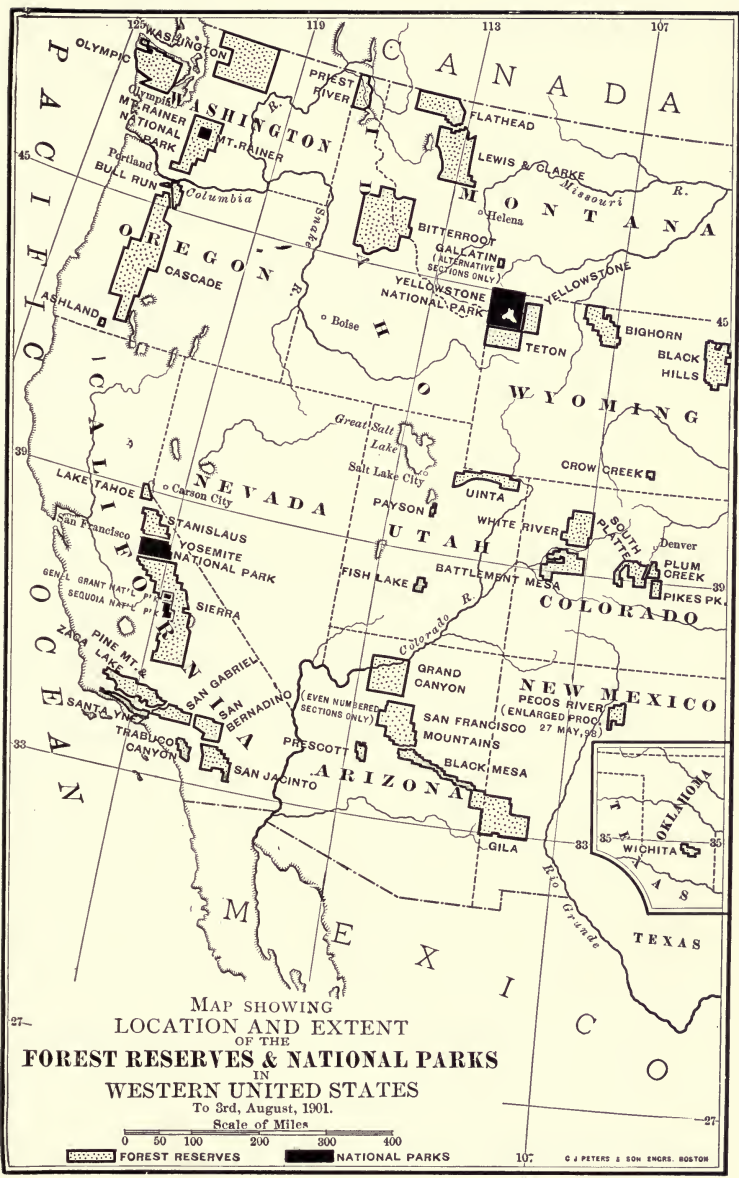 125
119
113
107
CANADA
WASHINGTON
OLYMPIC
Olympia
PRIEST
RIVER
FLATHEAD
WASHINGTON
MT. RAINER
NATIONAL
PARK
MT. RAINER
R.
LEWIS & CLARKE
45
Portland
BULL RUN
Columbia
Missouri
R.
MONTANA
Helena
Snake
R.
IDAHO
BITTERROOT
GALLATIN
(ALTERNATIVE
SECTIONS ONLY)
OREGON
CASCADE
YELLOWSTONE
NATIONAL PARK
YELLOWSTONE
ASHLAND
Boise
TETON
BIGHORN
45
BLACK
HILLS
WYOMING
PACIFIC
OCEAN
CALIFORNIA
Great Salt
Lake
39
CROW CREEK
LAKE TAHOE
Carson City
NEVADA
Salt Lake City
UINTA
PAYSON
UTAH
WHITE RIVER
SOUTH
PLATTE
Denver
San Francisco
STANISLAUS
YOSEMITE
NATIONAL PARK
BATTLEMENT MESA
PLUM
CREEK
39
GEN'L GRANT NAT'L P'K
SEQUOIA NAT'L P'K
SIERRA
FISH LAKE
PIKES PK.
COLORADO
Colorado R.
PINE MT. &
ZACA LAKE
SAN GABRIEL
SAN
BERNADINO
GRAND
CANYON
(EVEN NUMBERED
SECTIONS ONLY)
NEW MEXICO
PECOS RIVER
(ENLARGED PROC.
27 MAY, 98)
SANTA YNEZ
TRABUCO
CANYON
SAN FRANCISCO
MOUNTAINS
PRESCOTT
BLACK MESA
33
SAN JACINTO
ARIZONA
GILA
33
OKLAHOMA
TEXAS
WICHITA
35
35
Rio Grande
TEXAS
MEXICO
27
MAP SHOWING
LOCATION AND EXTENT
OF THE
FOREST RESERVES & NATIONAL PARKS
IN
WESTERN UNITED STATES
To 3rd, August, 1901.
Scale of Miles
0 50 100 200 300 400
FOREST RESERVES
NATIONAL PARKS
107
27
C J PETERS & SON ENGRS. BOSTON